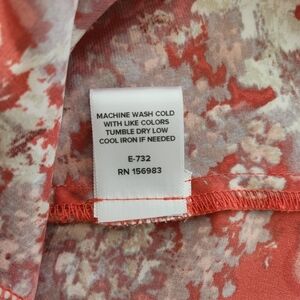 MACHINE WASH COLD
WITH LIKE COLORS
TUMBLE DRY LOW
COOL IRON IF NEEDED
E-732
RN 156983